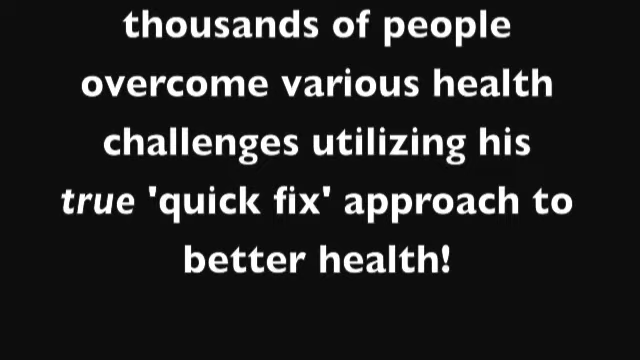 thousands of people
overcome various health
challenges utilizing his
true 'quick fix' approach to
better health!